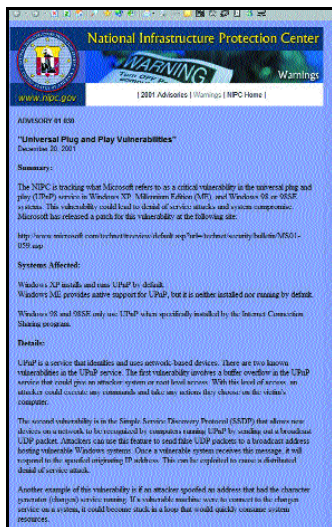 National Infrastructure Protection Center
WARNING
Warnings
www.nipc.gov
| 2001 Advisories | Warnings | NIPC Home |
ADVISORY 01-030
"Universal Plug and Play Vulnerabilities"
December 20, 2001
Summary:
The NIPC is tracking what Microsoft refers to as a critical vulnerability in the universal plug and
play (UPnP) service in Windows XP, Millennium Edition (ME), and Windows 98 or 98SE
systems. This vulnerability could lead to denial of service attacks and system compromise.
Microsoft has released a patch for this vulnerability at the following site:
http://www.microsoft.com/technet/treeview/default.asp?url=/technet/security/bulletin/MS01-
059.asp
Systems Affected:
Windows XP installs and runs UPnP by default.
Windows ME provides native support for UPnP, but it is neither installed nor running by default.
Windows 98 and 98SE only use UPnP when specifically installed by the Internet Connection
Sharing program.
Details:
UPnP is a service that identifies and uses network-based devices. There are two known
vulnerabilities in the UPnP service. The first vulnerability involves a buffer overflow in the UPnP
service that could give an attacker system or root level access. With this level of access, an
attacker could execute any commands and take any actions they choose on the victim's
computer.
The second vulnerability is in the Simple Service Discovery Protocol (SSDP) that allows new
devices on a network to be recognized by computers running UPnP by sending out a broadcast
UDP packet. Attackers can use this feature to send false UDP packets to a broadcast address
hosting vulnerable Windows systems. Once a vulnerable system receives this message, it will
respond to the spoofed originating IP address. This can be exploited to cause a distributed
denial of service attack.
Another example of this vulnerability is if an attacker spoofed an address that had the character
generator (chargen) service running. If a vulnerable machine were to connect to the chargen
service on a system, it could become stuck in a loop that would quickly consume system
resources.